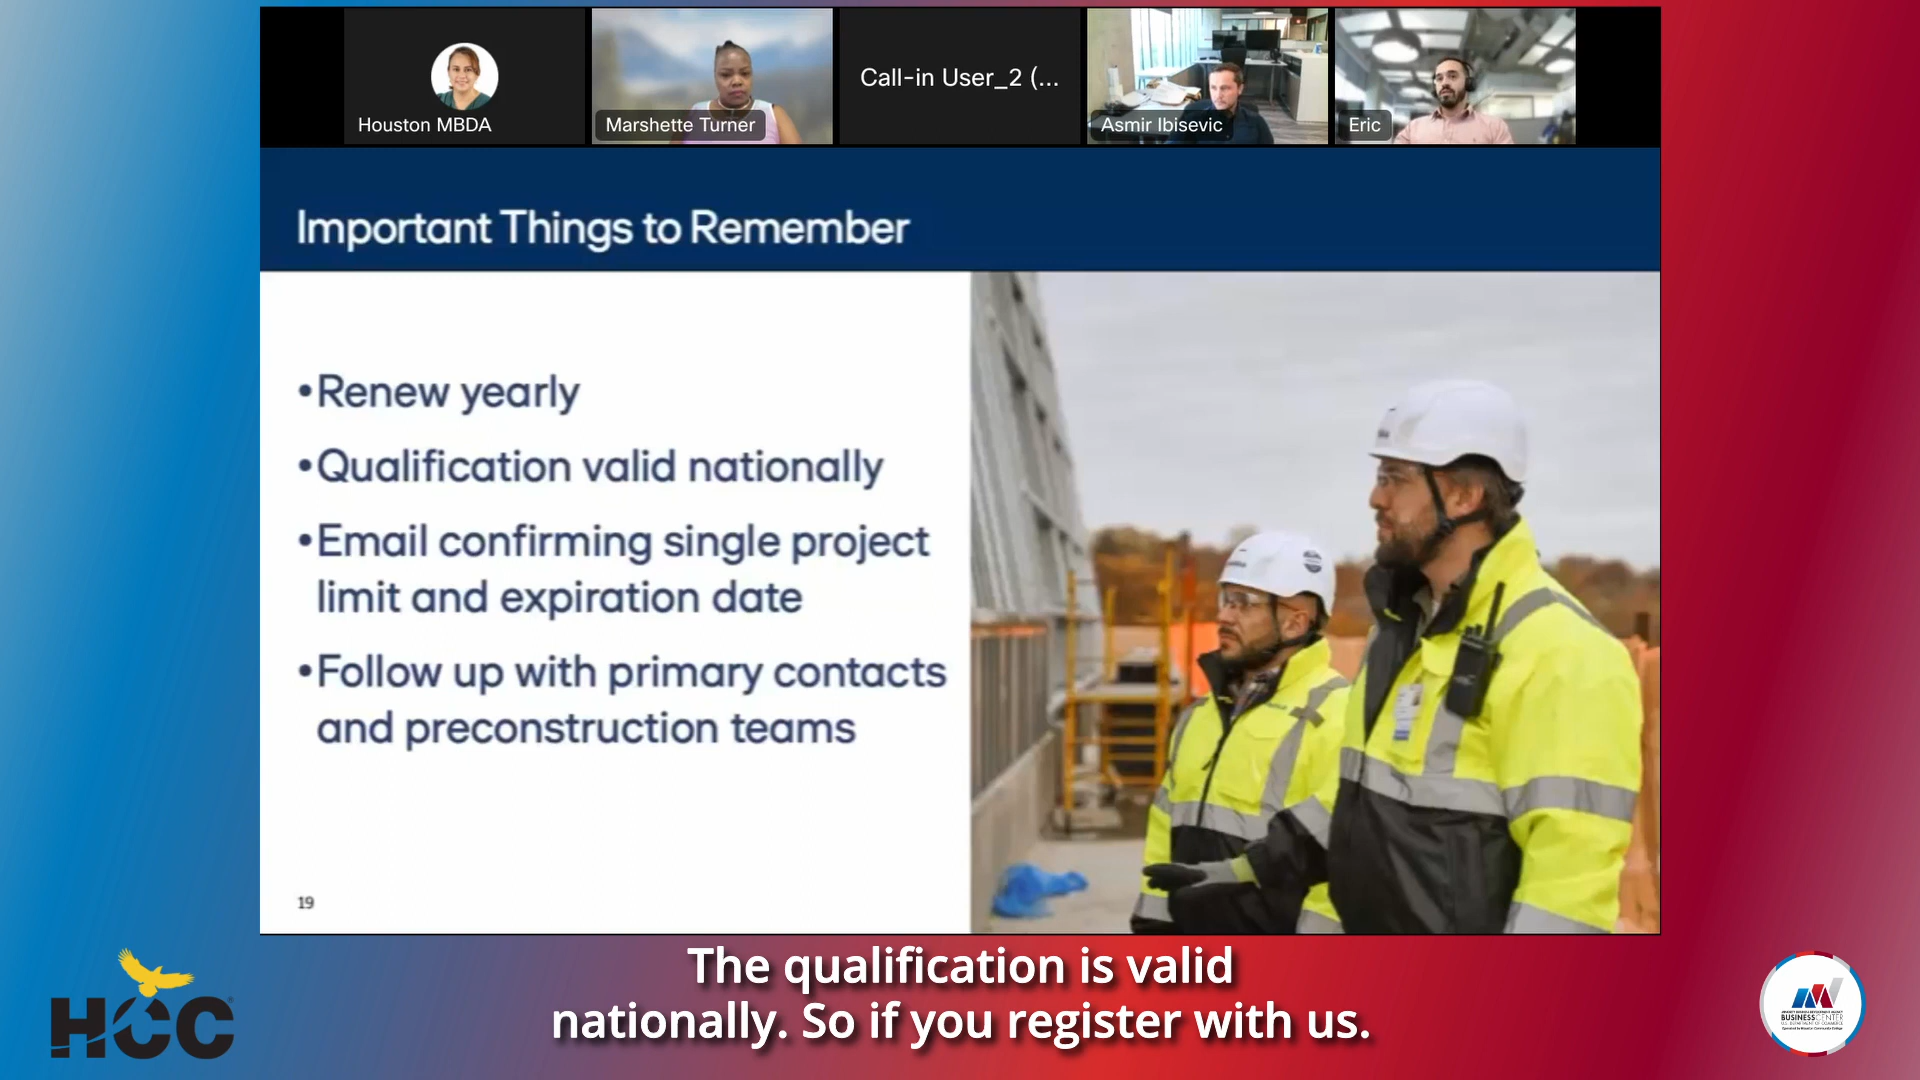 Houston MBDA
Marshette Turner
Call-in User_2 (...
Asmir Ibisevic
Eric
Important Things to Remember
•Renew yearly
•Qualification valid nationally
•Email confirming single project
limit and expiration date
•Follow up with primary contacts
and preconstruction teams
19
The qualification is valid
nationally. So if you register with us.
HCC
BUSINESS CENTER